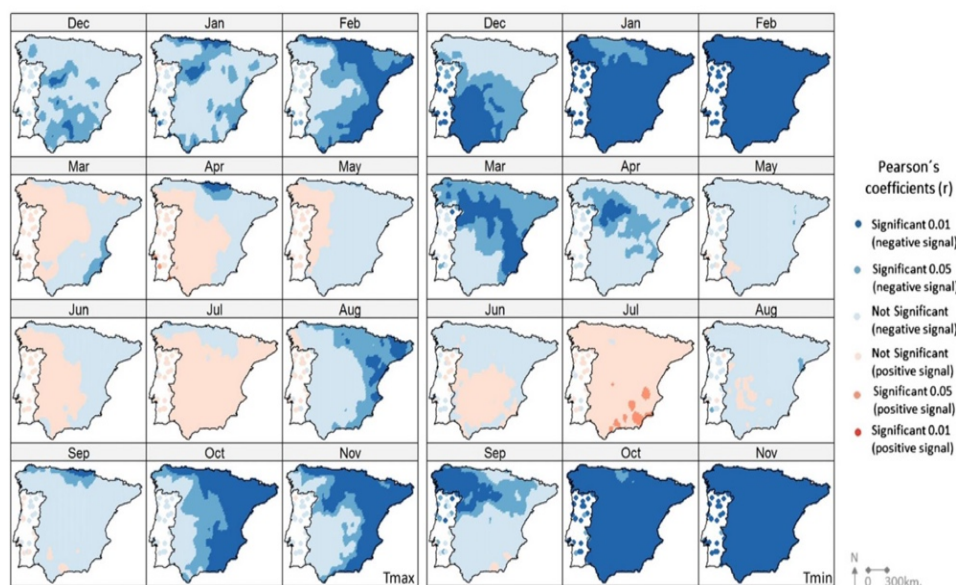 Dec Jan Feb Dec Jan Feb
Mar Apr May Mar Apr May
Jun Jul Aug Jun Jul Aug
Sep Oct Nov Sep Oct Nov
Tmax Tmin
Pearson´s
coefficients (r)
Significant 0.01
(negative signal)
Significant 0.05
(negative signal)
Not Significant
(negative signal)
Not Significant
(positive signal)
Significant 0.05
(positive signal)
Significant 0.01
(positive signal)
N
0 300km.